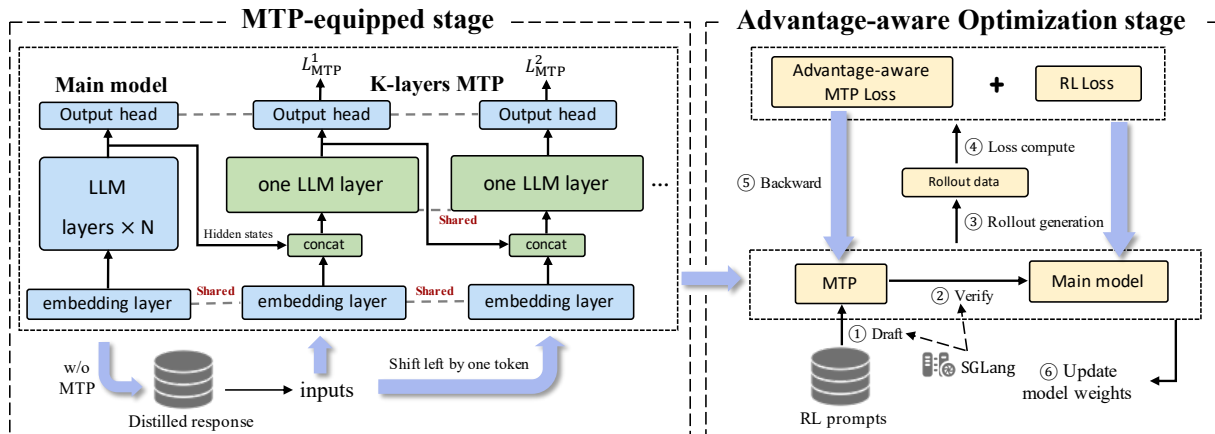 MTP-equipped stage
Main model
K-layers MTP
L¹MTP
L²MTP
Output head
Output head
Output head
LLM
layers × N
one LLM layer
one LLM layer
...
Shared
Hidden states
concat
concat
embedding layer
Shared
embedding layer
Shared
embedding layer
w/o
MTP
Distilled response
inputs
Shift left by one token
Advantage-aware Optimization stage
Advantage-aware
MTP Loss
+
RL Loss
④ Loss compute
⑤ Backward
Rollout data
③ Rollout generation
MTP
② Verify
Main model
① Draft
SGLang
RL prompts
⑥ Update
model weights